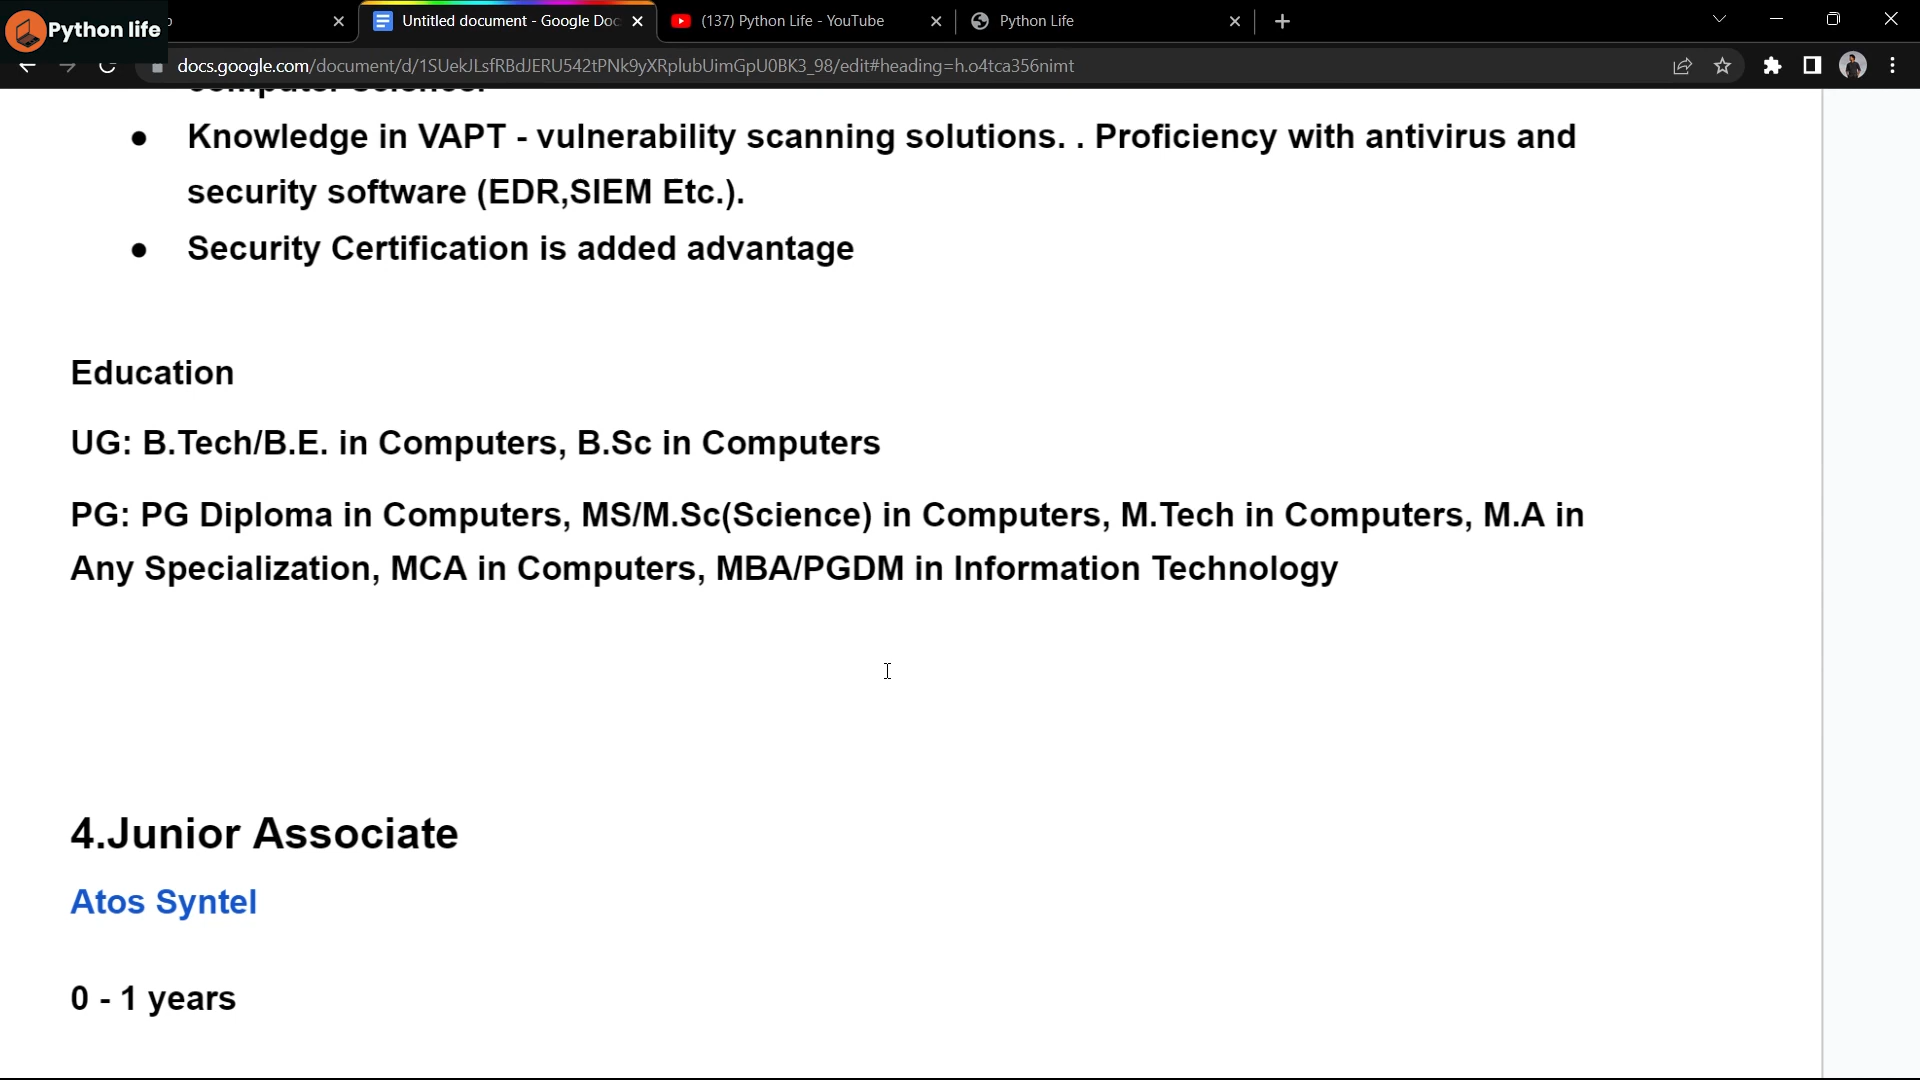 Python life
Untitled document - Google Doc
(137) Python Life - YouTube
Python Life
docs.google.com/document/d/1SUekJLsfRBdJERU542tPNk9yXRplubUimGpU0BK3_98/edit#heading=h.o4tca356nimt
computer science.
● Knowledge in VAPT - vulnerability scanning solutions. . Proficiency with antivirus and
security software (EDR,SIEM Etc.).
● Security Certification is added advantage
Education
UG: B.Tech/B.E. in Computers, B.Sc in Computers
PG: PG Diploma in Computers, MS/M.Sc(Science) in Computers, M.Tech in Computers, M.A in
Any Specialization, MCA in Computers, MBA/PGDM in Information Technology
4.Junior Associate
Atos Syntel
0 - 1 years